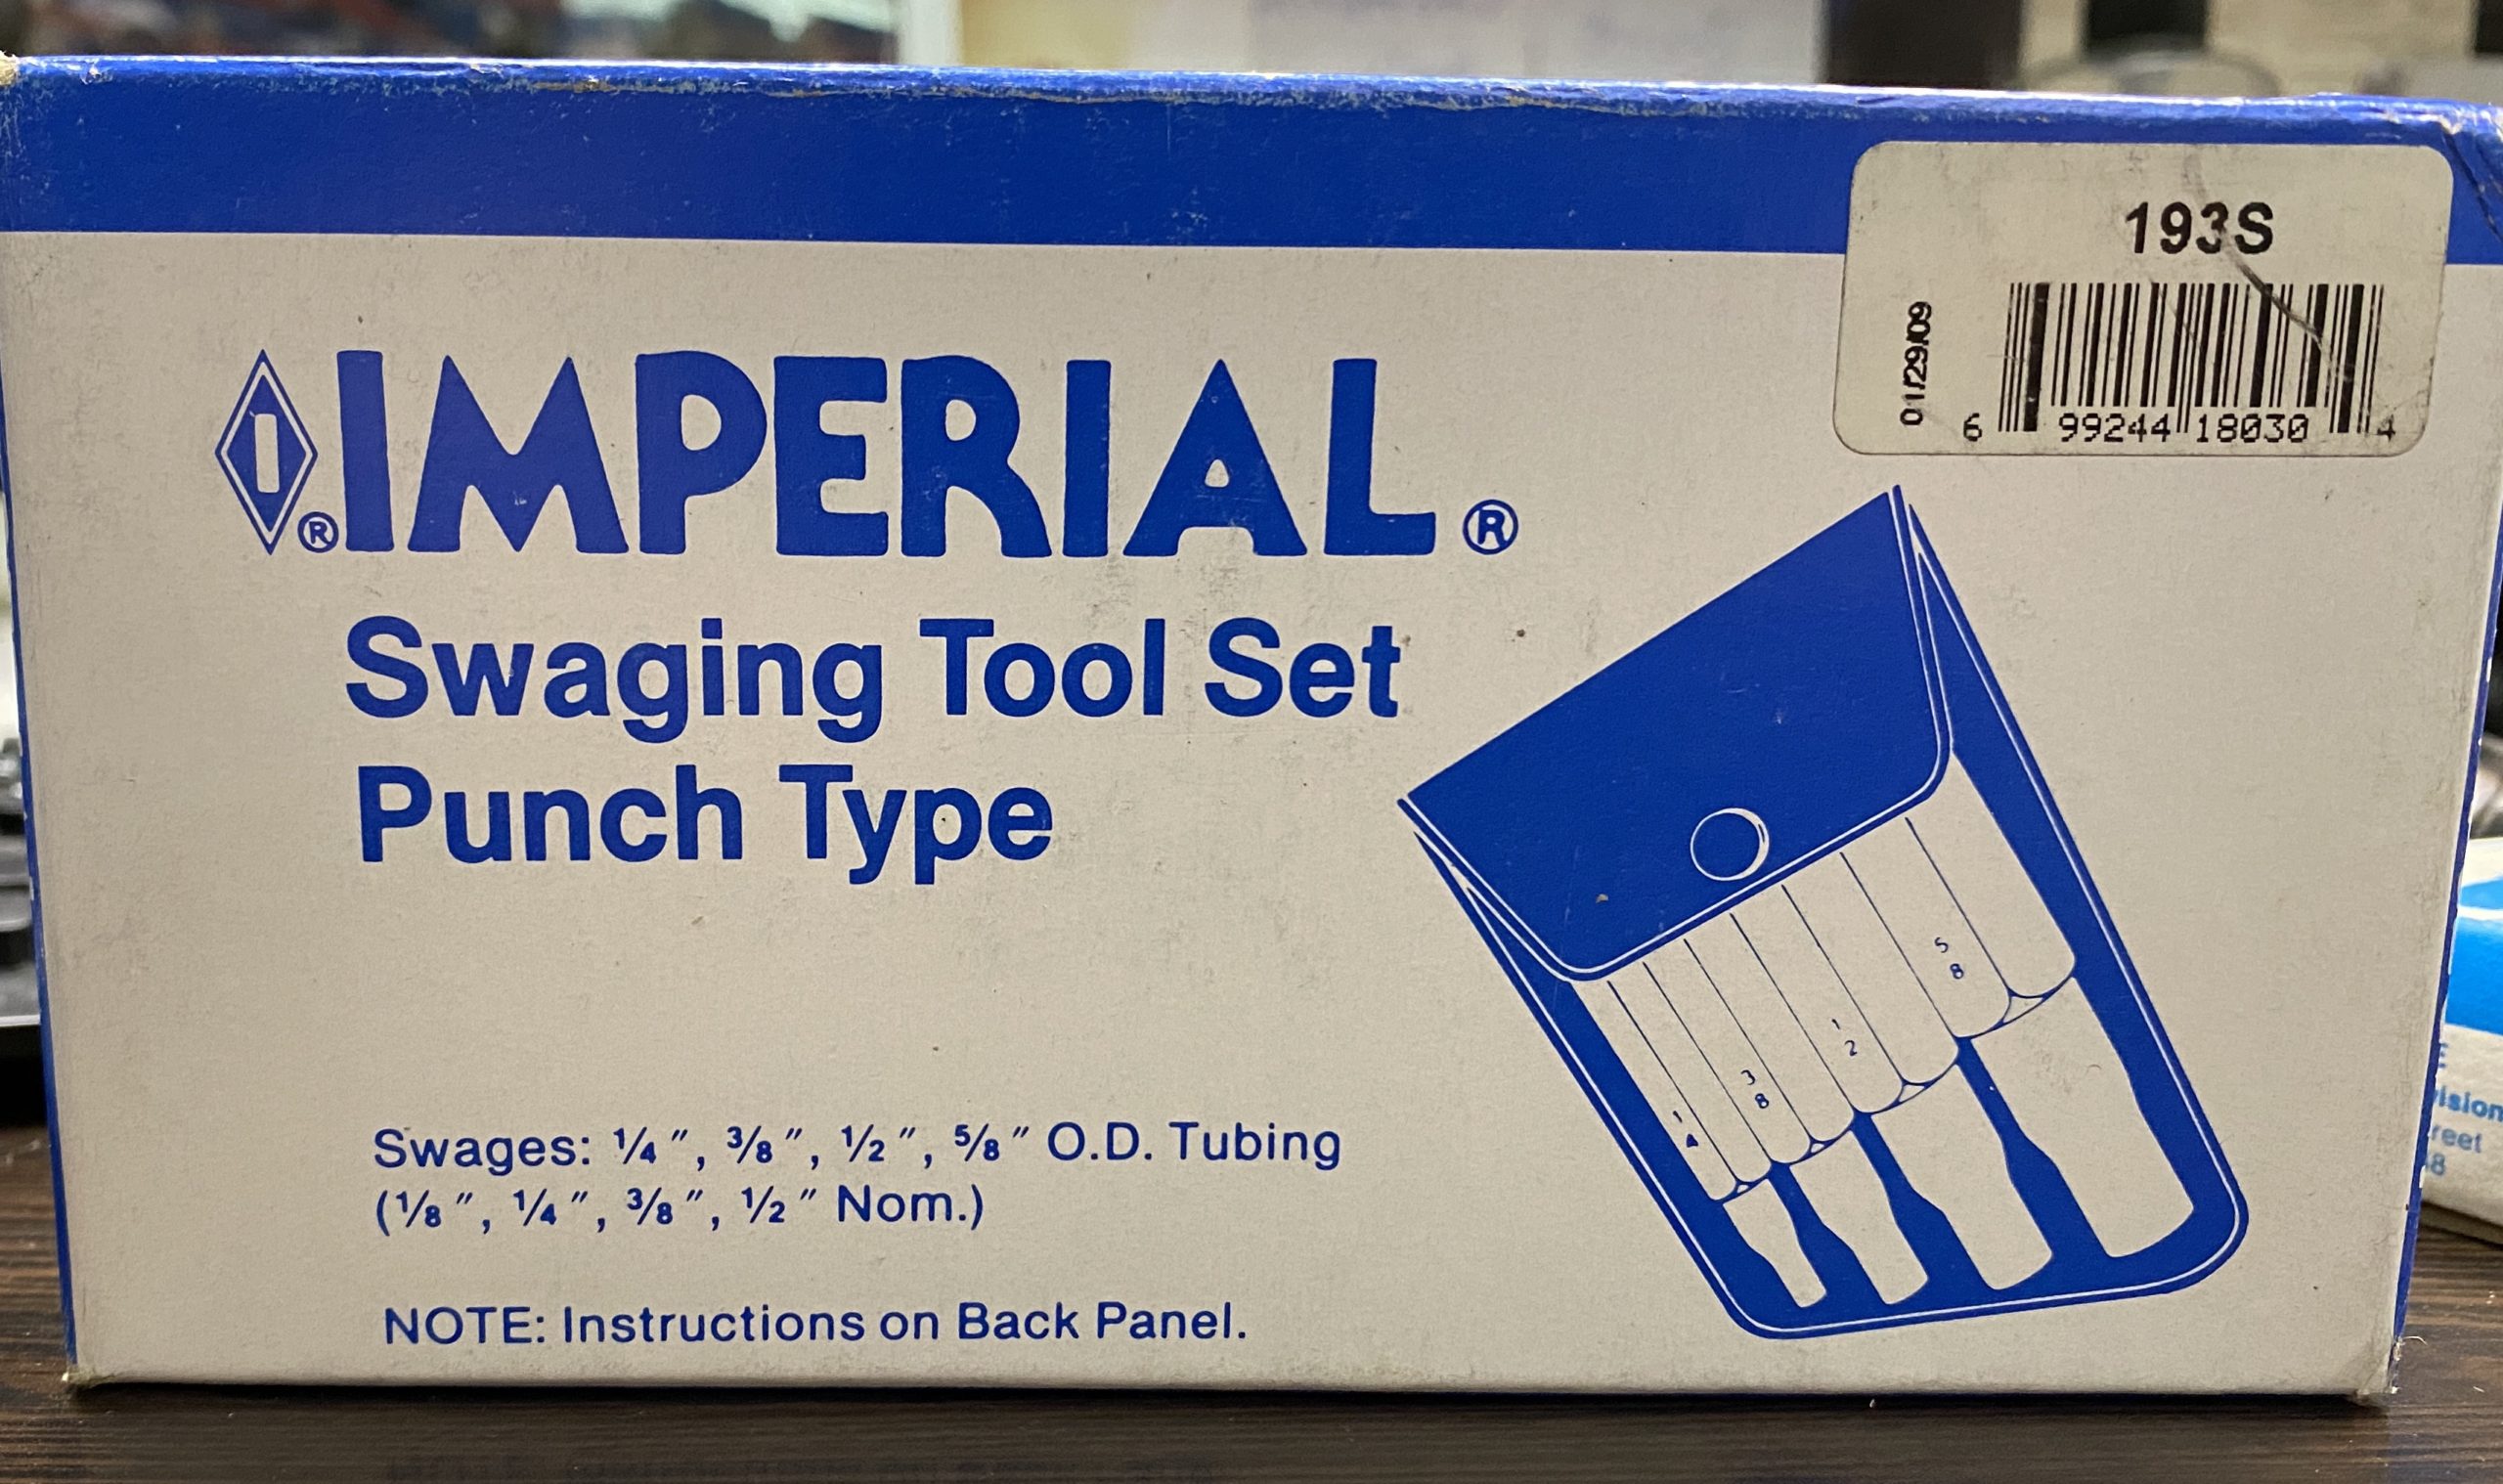 193S
01/29/09
6 99244 18030 4
I® IMPERIAL®
Swaging Tool Set
Punch Type
5
8
1
2
3
8
1
4
Swages: ¼″, ⅜″, ½″, ⅝″ O.D. Tubing
(⅛″, ¼″, ⅜″, ½″ Nom.)
NOTE: Instructions on Back Panel.